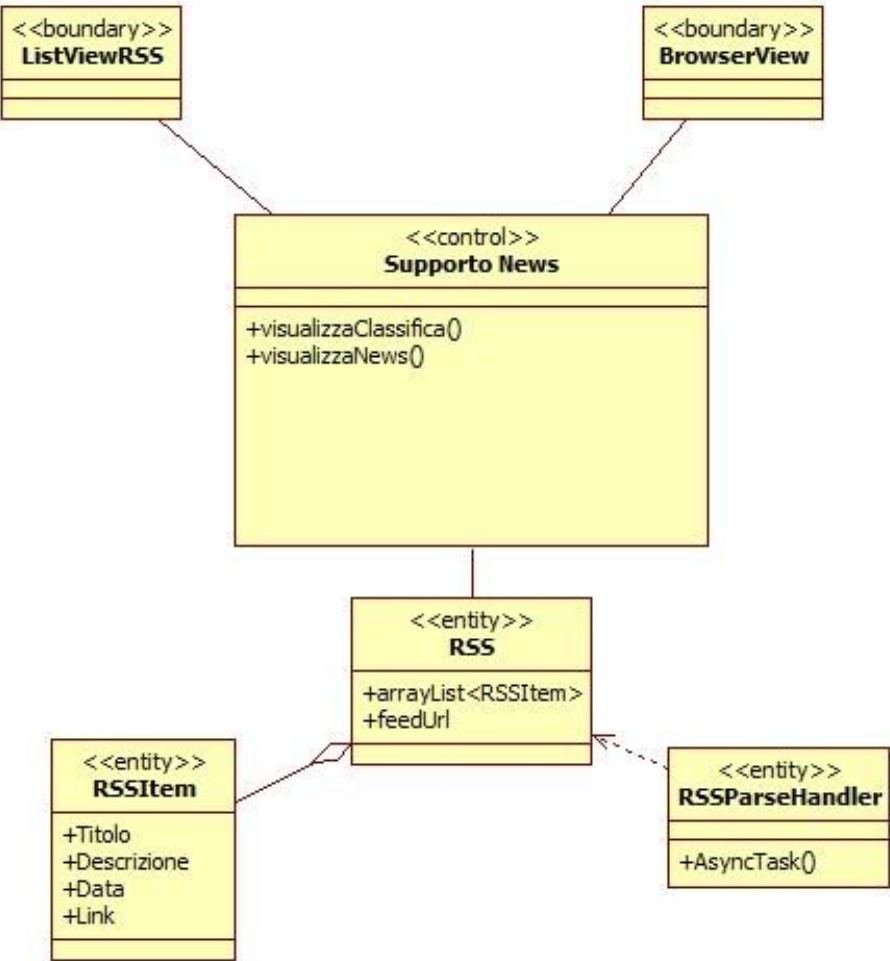 <<boundary>>
ListViewRSS
<<boundary>>
BrowserView
<<control>>
Supporto News
+visualizzaClassifica()
+visualizzaNews()
<<entity>>
RSS
+arrayList<RSSItem>
+feedUrl
<<entity>>
RSSItem
+Titolo
+Descrizione
+Data
+Link
<<entity>>
RSSParseHandler
+AsyncTask()